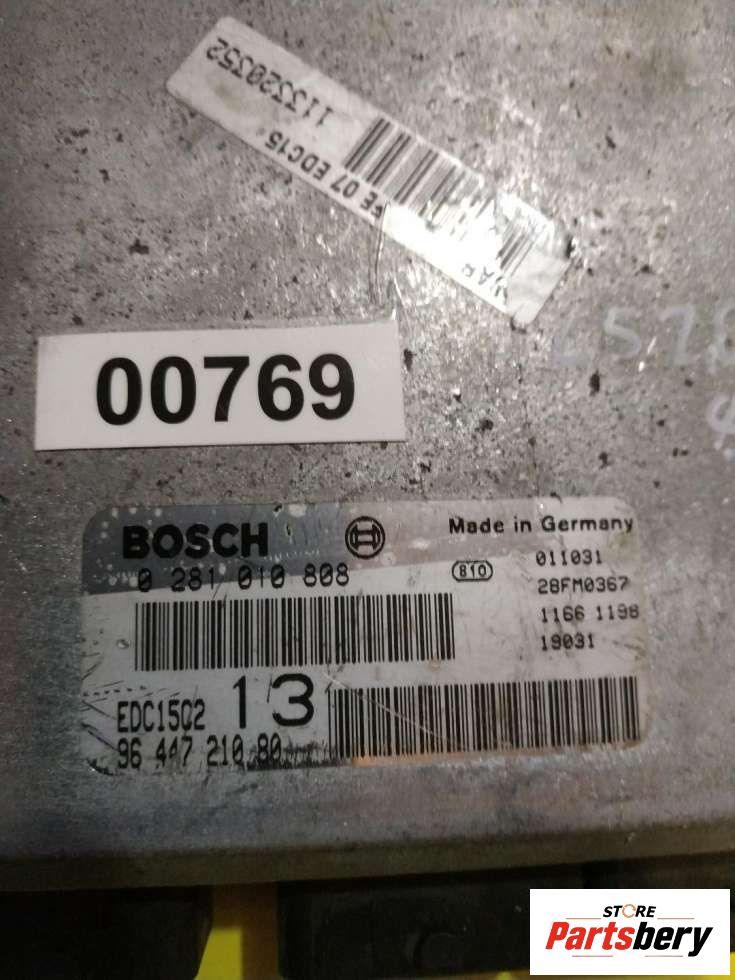 113320352
07 EDC15
00769
BOSCH
Made in Germany
0 281 010 808
810
011031
28FM0367
1166 1198
19031
EDC15C2 13
96 447 210 80
STORE
Partsbery